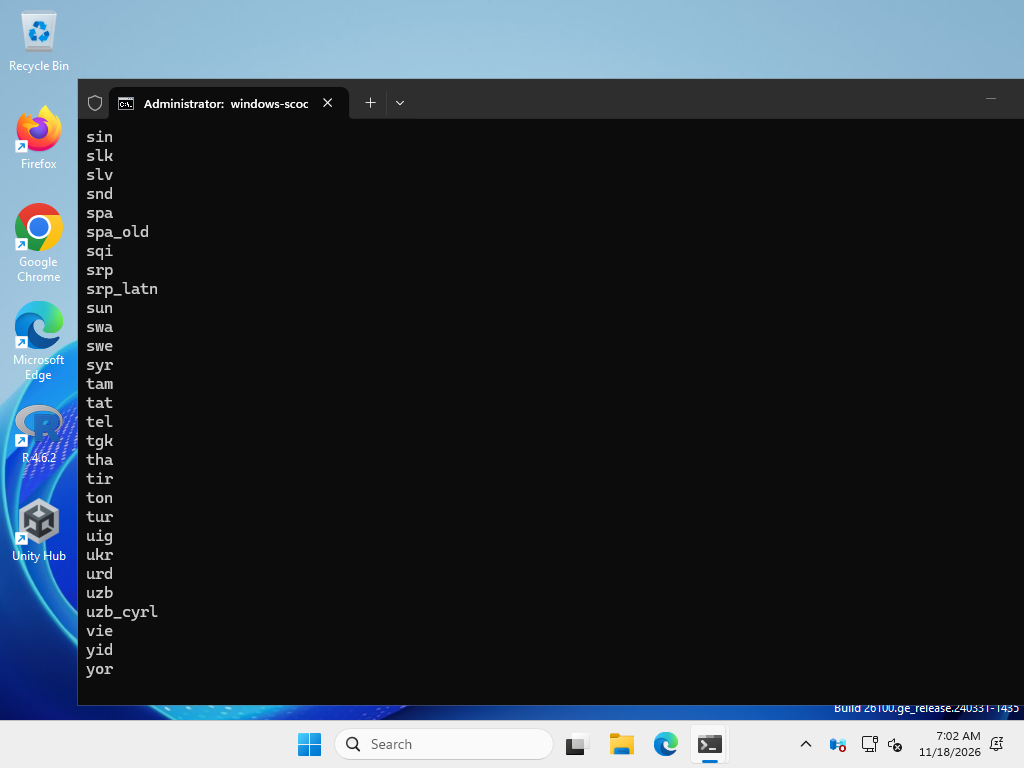 Recycle Bin
Firefox
Google
Chrome
Microsoft
Edge
R 4.6.2
Unity Hub
Administrator: windows-scoc
sin
slk
slv
snd
spa
spa_old
sqi
srp
srp_latn
sun
swa
swe
syr
tam
tat
tel
tgk
tha
tir
ton
tur
uig
ukr
urd
uzb
uzb_cyrl
vie
yid
yor
Build 26100.ge_release.240331-1435
Search
7:02 AM
11/18/2026